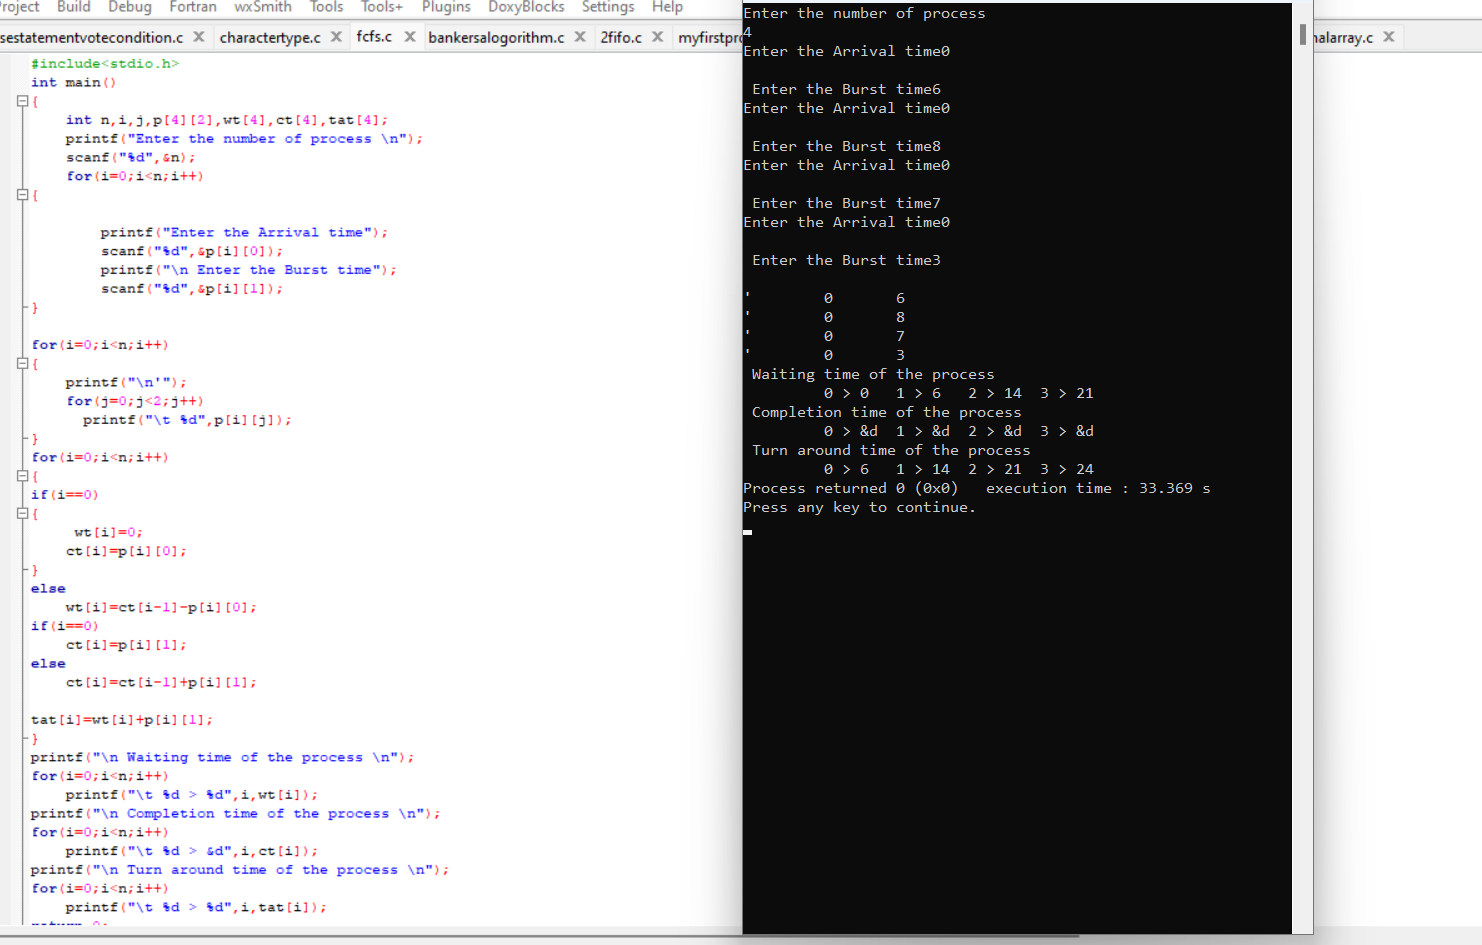 roject Build Debug Fortran wxSmith Tools Tools+ Plugins DoxyBlocks Settings Help
sestatementvotecondition.c X charactertype.c X fcfs.c X bankersalogorithm.c X 2fifo.c X myfirstpro
nalarray.c X
#include<stdio.h>
int main()
{
int n,i,j,p[4][2],wt[4],ct[4],tat[4];
printf("Enter the number of process \n");
scanf("%d",&n);
for(i=0;i<n;i++)
{
printf("Enter the Arrival time");
scanf("%d",&p[i][0]);
printf("\n Enter the Burst time");
scanf("%d",&p[i][1]);
}
for(i=0;i<n;i++)
{
printf("\n'");
for(j=0;j<2;j++)
printf("\t %d",p[i][j]);
}
for(i=0;i<n;i++)
{
if(i==0)
{
wt[i]=0;
ct[i]=p[i][0];
}
else
wt[i]=ct[i-1]-p[i][0];
if(i==0)
ct[i]=p[i][1];
else
ct[i]=ct[i-1]+p[i][1];
tat[i]=wt[i]+p[i][1];
}
printf("\n Waiting time of the process \n");
for(i=0;i<n;i++)
printf("\t %d > %d",i,wt[i]);
printf("\n Completion time of the process \n");
for(i=0;i<n;i++)
printf("\t %d > &d",i,ct[i]);
printf("\n Turn around time of the process \n");
for(i=0;i<n;i++)
printf("\t %d > %d",i,tat[i]);
Enter the number of process
4
Enter the Arrival time0
Enter the Burst time6
Enter the Arrival time0
Enter the Burst time8
Enter the Arrival time0
Enter the Burst time7
Enter the Arrival time0
Enter the Burst time3
' 0 6
' 0 8
' 0 7
' 0 3
Waiting time of the process
0 > 0 1 > 6 2 > 14 3 > 21
Completion time of the process
0 > &d 1 > &d 2 > &d 3 > &d
Turn around time of the process
0 > 6 1 > 14 2 > 21 3 > 24
Process returned 0 (0x0) execution time : 33.369 s
Press any key to continue.